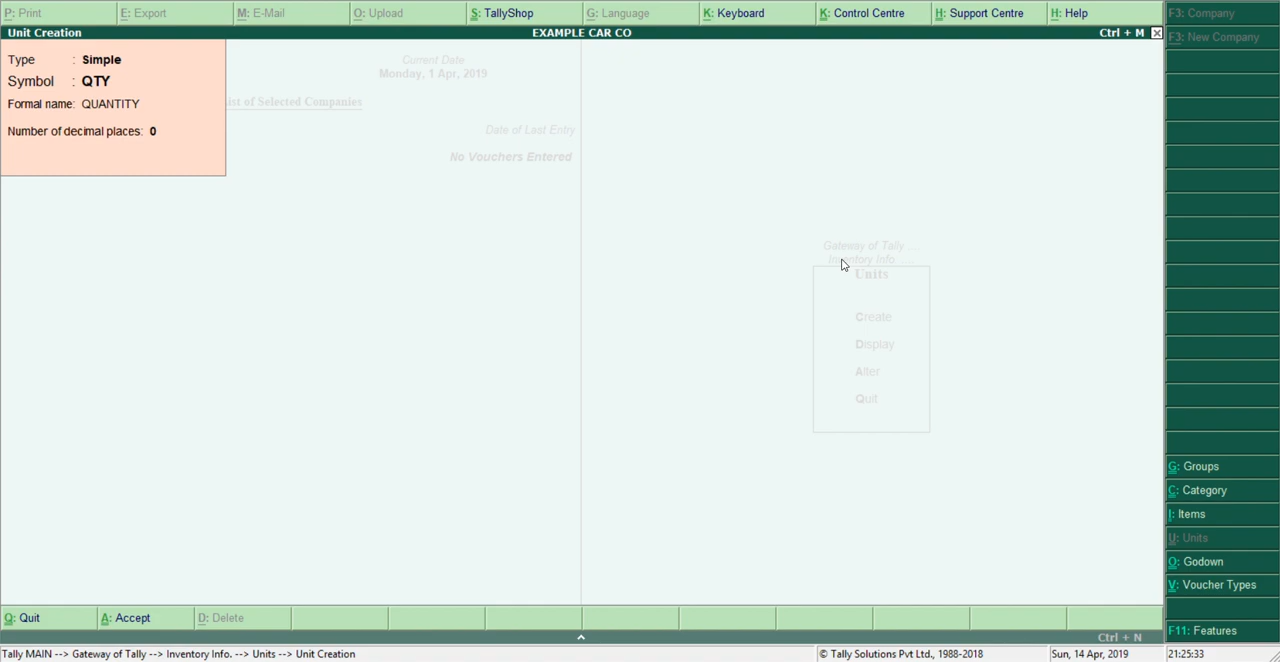 P: Print E: Export M: E-Mail O: Upload S: TallyShop G: Language K: Keyboard K: Control Centre H: Support Centre H: Help F3: Company
Unit Creation EXAMPLE CAR CO Ctrl + M F3: New Company
Type : Simple
Symbol : QTY
Formal name: QUANTITY
Number of decimal places: 0
Current Date
Monday, 1 Apr, 2019
ist of Selected Companies
Date of Last Entry
No Vouchers Entered
Gateway of Tally ....
Inventory Info. ....
Units
Create
Display
Alter
Quit
G: Groups
C: Category
I: Items
U: Units
O: Godown
V: Voucher Types
F11: Features
Q: Quit A: Accept D: Delete
Ctrl + N
Tally MAIN --> Gateway of Tally --> Inventory Info. --> Units --> Unit Creation © Tally Solutions Pvt Ltd., 1988-2018 Sun, 14 Apr, 2019 21:25:33